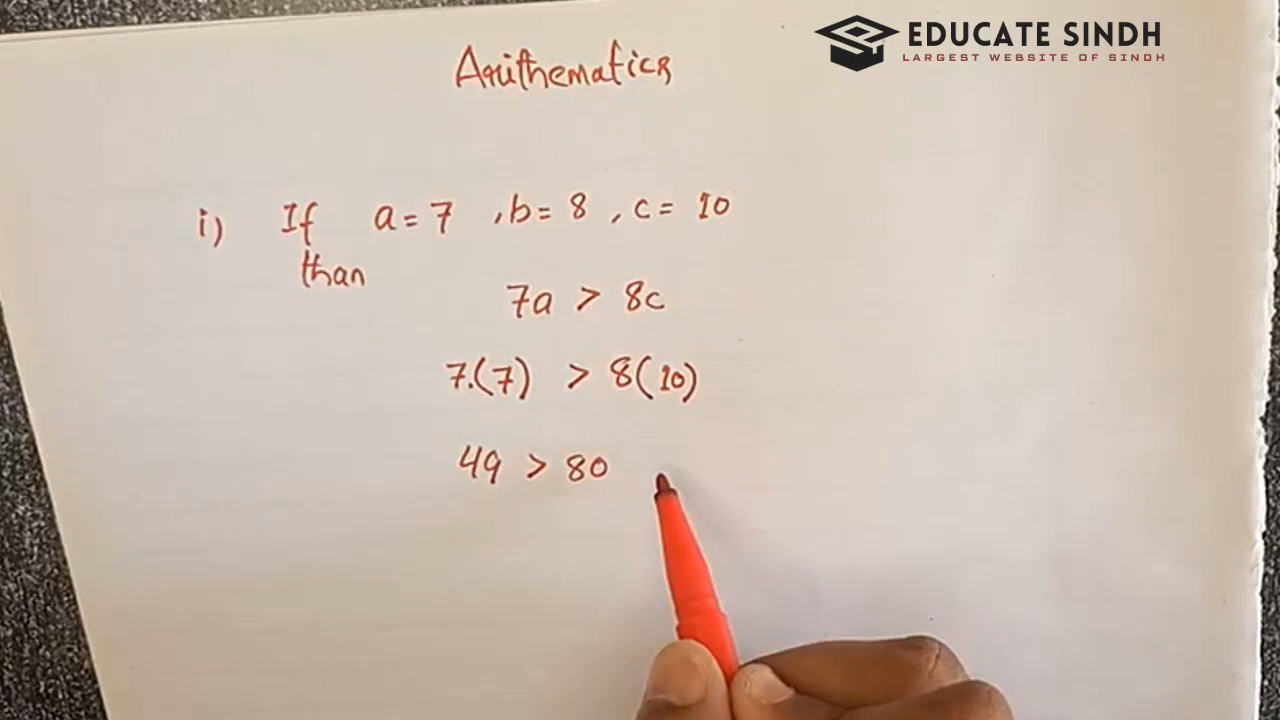 EDUCATE SINDH
LARGEST WEBSITE OF SINDH
Arithematics
i) If a = 7 , b = 8 , c = 10
than
7a > 8c
7.(7) > 8(10)
49 > 80